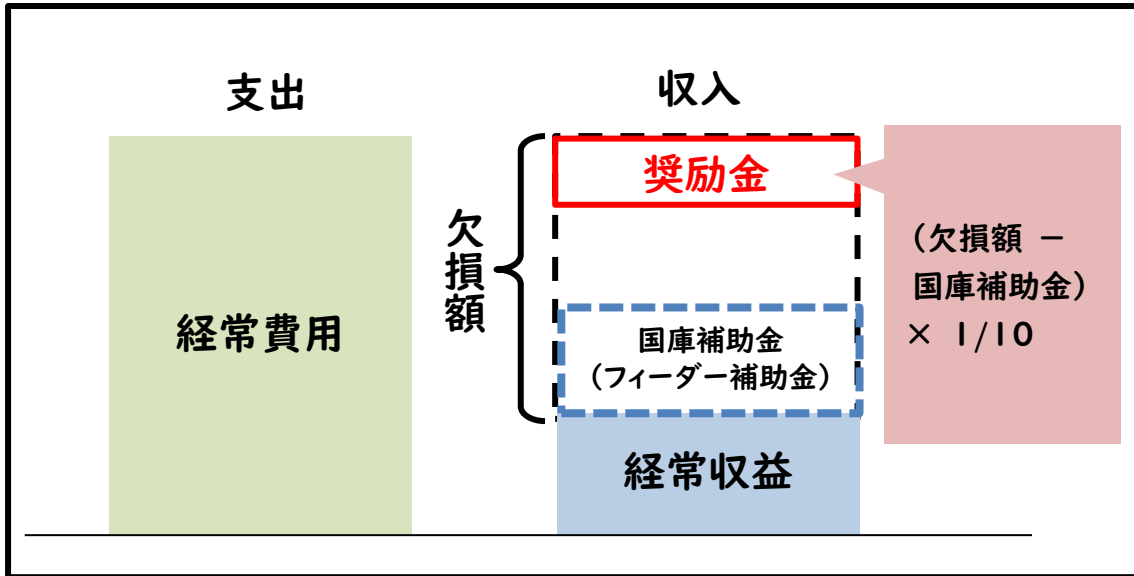 支出
収入
経常費用
欠損額
奨励金
国庫補助金
(フィーダー補助金)
経常収益
(欠損額 －
国庫補助金)
× 1/10